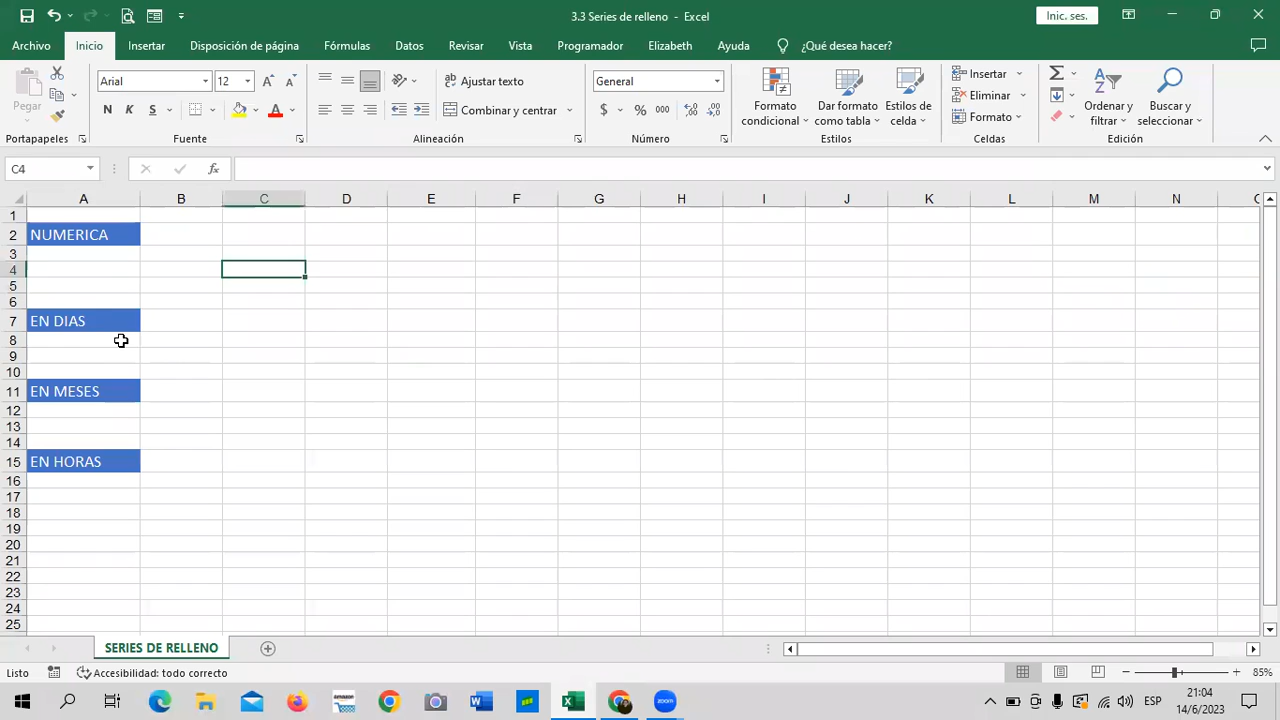 3.3 Series de relleno - Excel
Inic. ses.
Archivo Inicio Insertar Disposición de página Fórmulas Datos Revisar Vista Programador Elizabeth Ayuda ¿Qué desea hacer?
Pegar
Arial 12
N K S
A A
Ajustar texto
Combinar y centrar
General
$ % 000
Formato condicional
Dar formato como tabla
Estilos de celda
Insertar
Eliminar
Formato
Ordenar y filtrar
Buscar y seleccionar
Portapapeles Fuente Alineación Número Estilos Celdas Edición
C4 fx
A B C D E F G H I J K L M N
1
2 NUMERICA
3
4
5
6
7 EN DIAS
8
9
10
11 EN MESES
12
13
14
15 EN HORAS
16
17
18
19
20
21
22
23
24
25
SERIES DE RELLENO
Listo Accesibilidad: todo correcto 85%
zoom
ESP
21:04
14/6/2023